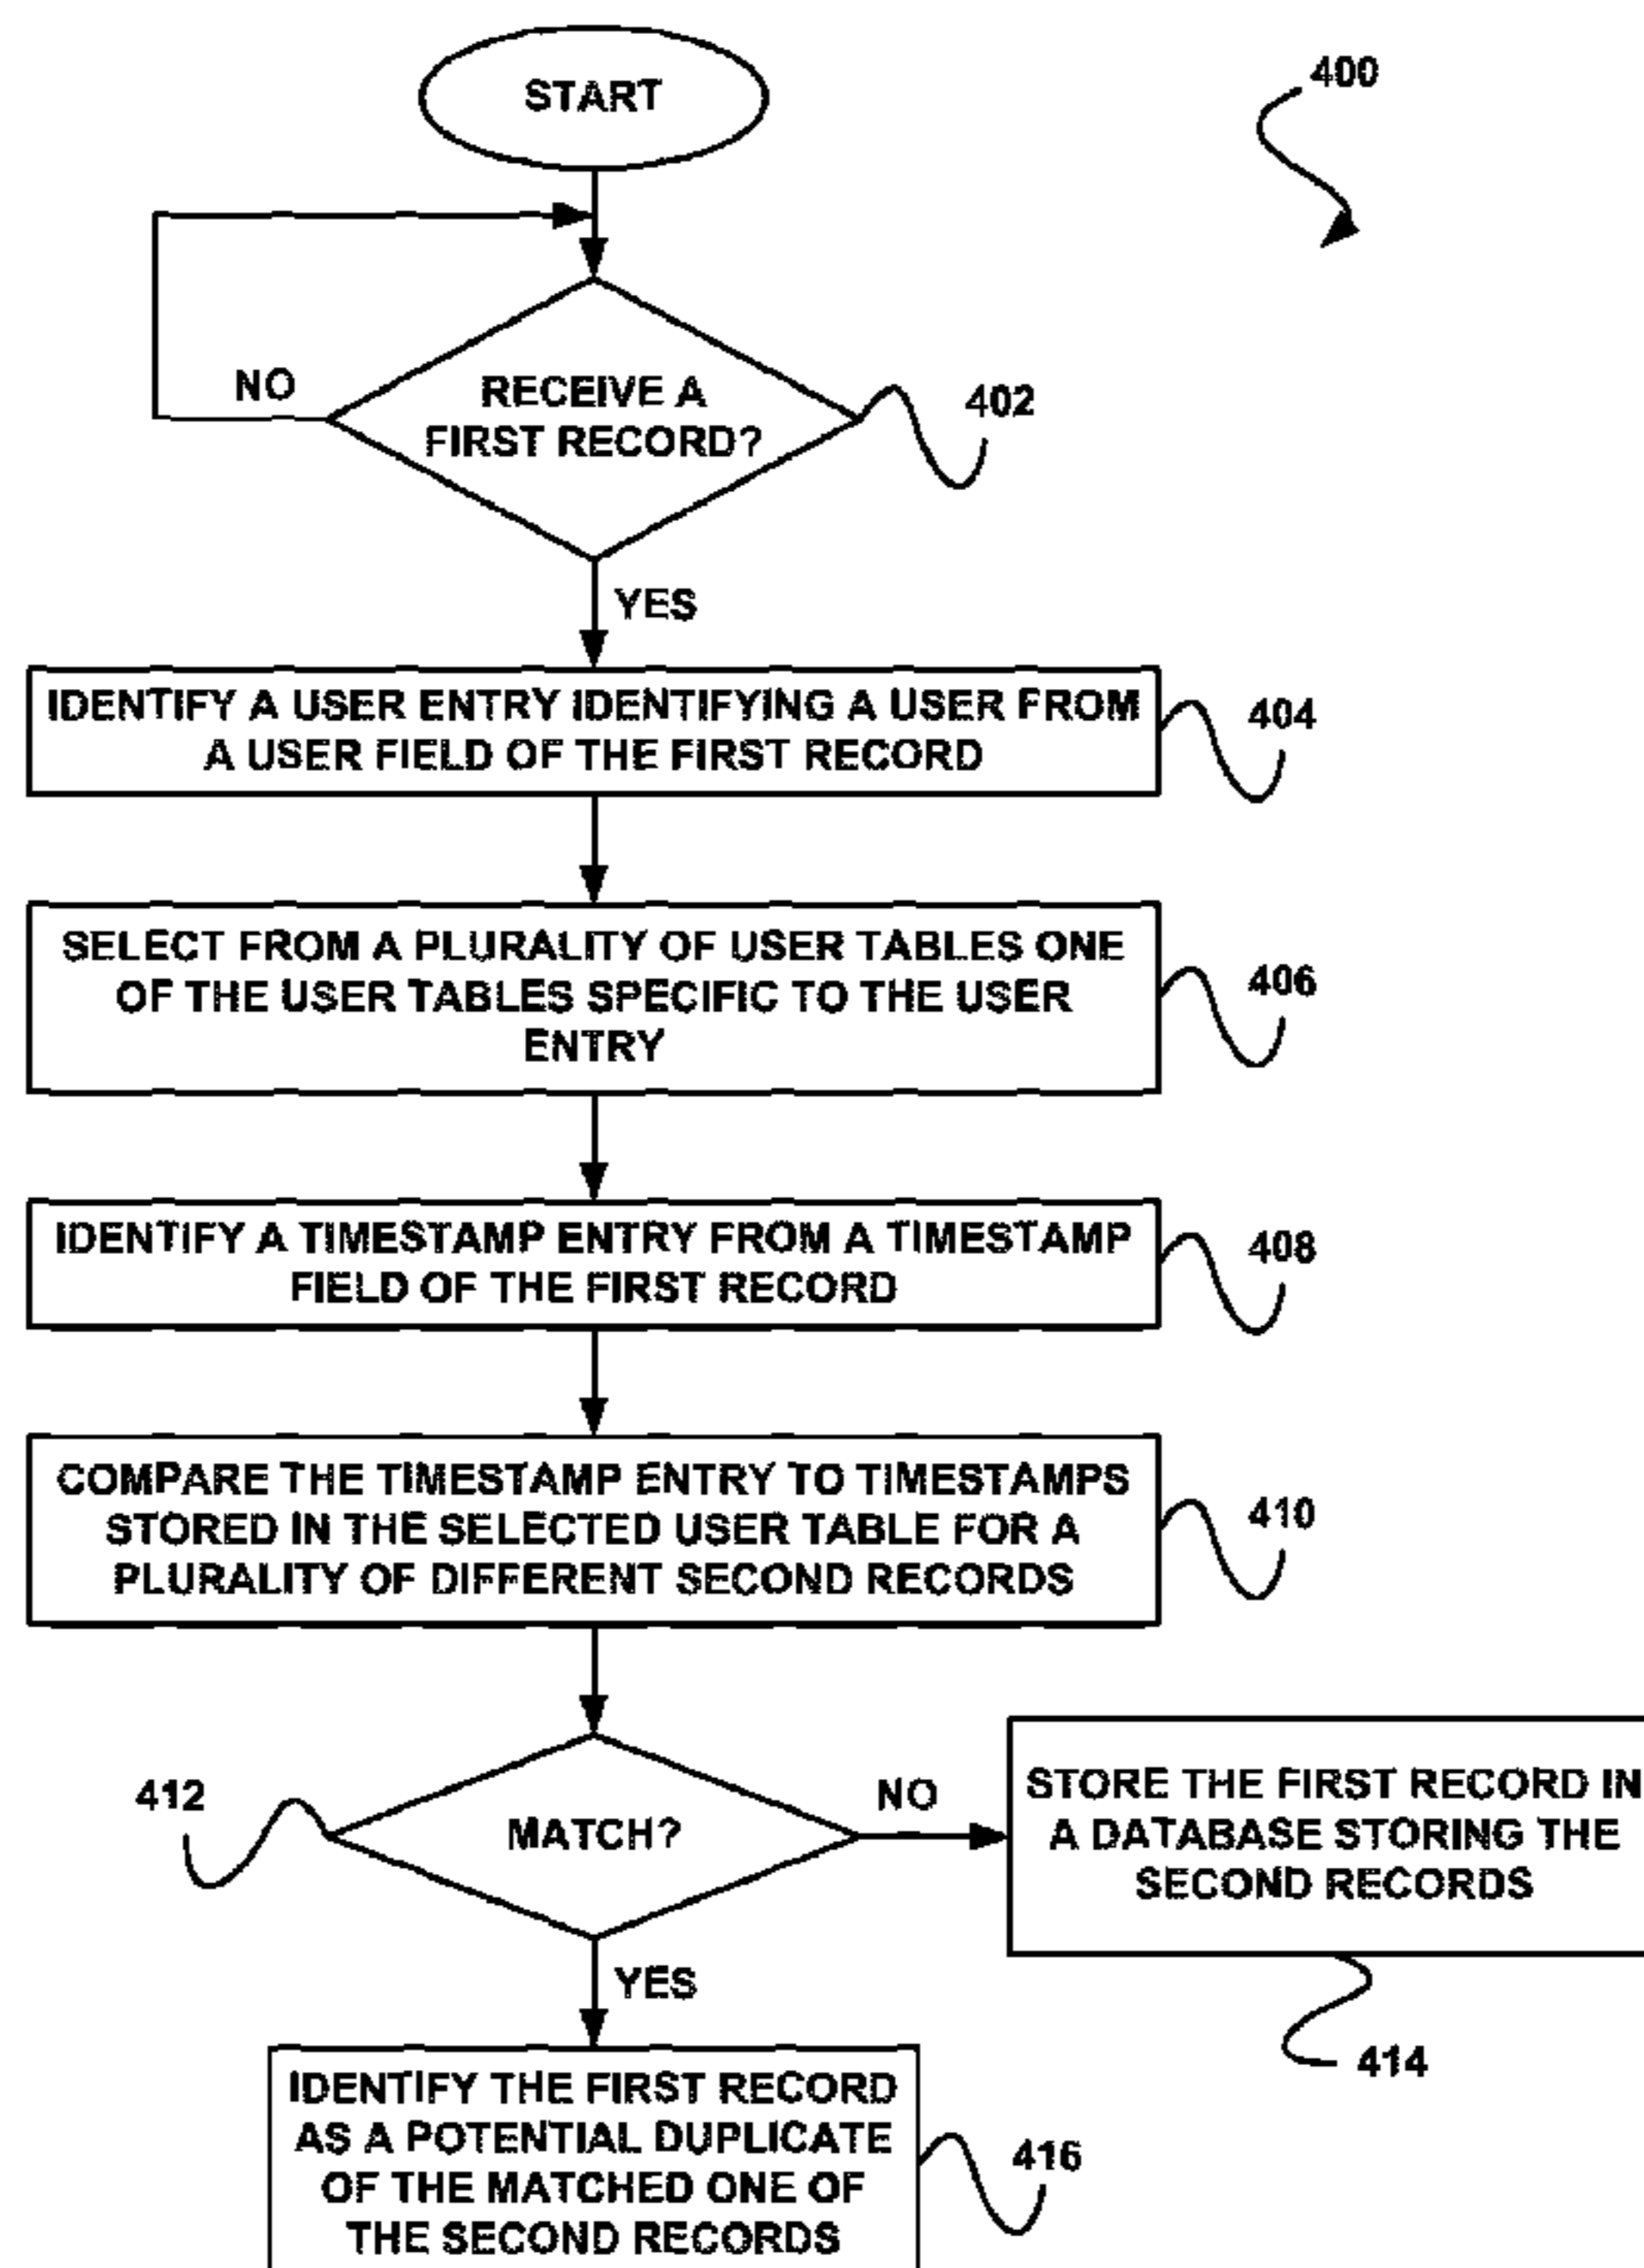 START
400
NO
RECEIVE A
FIRST RECORD?
402
YES
IDENTIFY A USER ENTRY IDENTIFYING A USER FROM
A USER FIELD OF THE FIRST RECORD
404
SELECT FROM A PLURALITY OF USER TABLES ONE
OF THE USER TABLES SPECIFIC TO THE USER
ENTRY
406
IDENTIFY A TIMESTAMP ENTRY FROM A TIMESTAMP
FIELD OF THE FIRST RECORD
408
COMPARE THE TIMESTAMP ENTRY TO TIMESTAMPS
STORED IN THE SELECTED USER TABLE FOR A
PLURALITY OF DIFFERENT SECOND RECORDS
410
412
MATCH?
NO
STORE THE FIRST RECORD IN
A DATABASE STORING THE
SECOND RECORDS
414
YES
IDENTIFY THE FIRST RECORD
AS A POTENTIAL DUPLICATE
OF THE MATCHED ONE OF
THE SECOND RECORDS
416